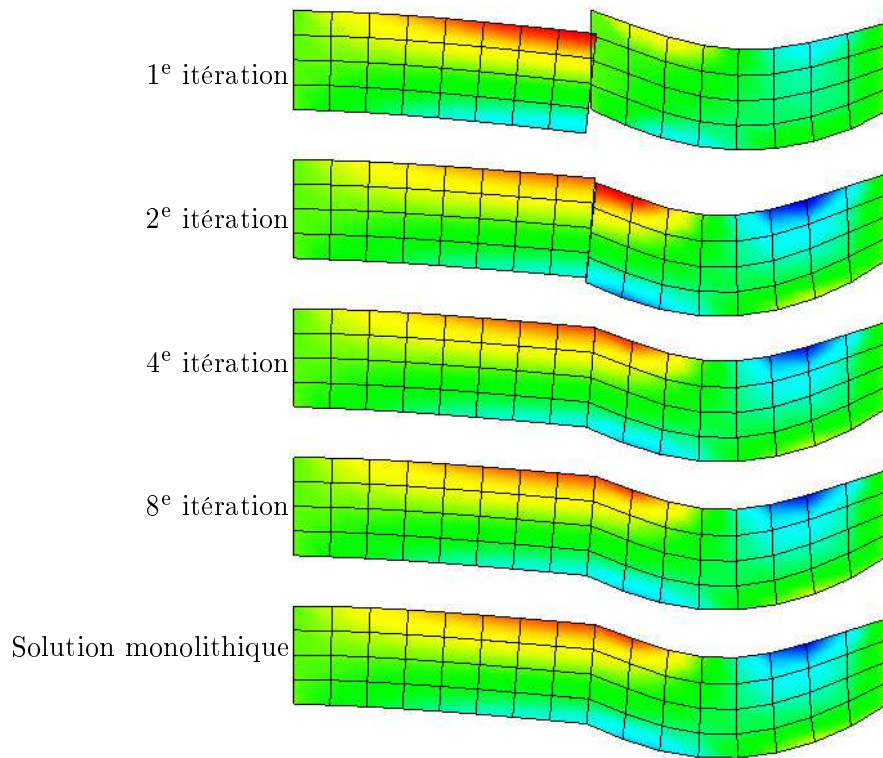 1ᵉ itération
2ᵉ itération
4ᵉ itération
8ᵉ itération
Solution monolithique